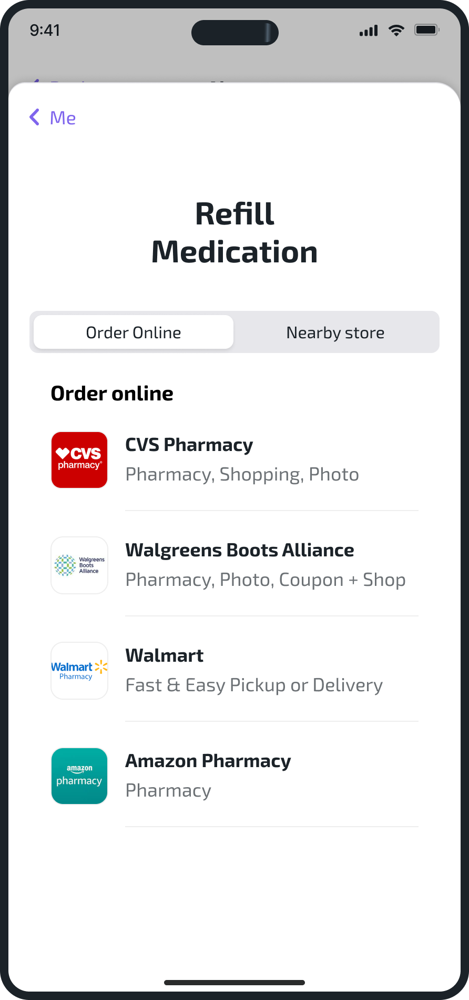 9:41
Me
Refill
Medication
Order Online
Nearby store
Order online
CVS
pharmacy®
CVS Pharmacy
Pharmacy, Shopping, Photo
Walgreens
Boots
Alliance
Walgreens Boots Alliance
Pharmacy, Photo, Coupon + Shop
Walmart
Pharmacy
Walmart
Fast & Easy Pickup or Delivery
amazon
pharmacy
Amazon Pharmacy
Pharmacy